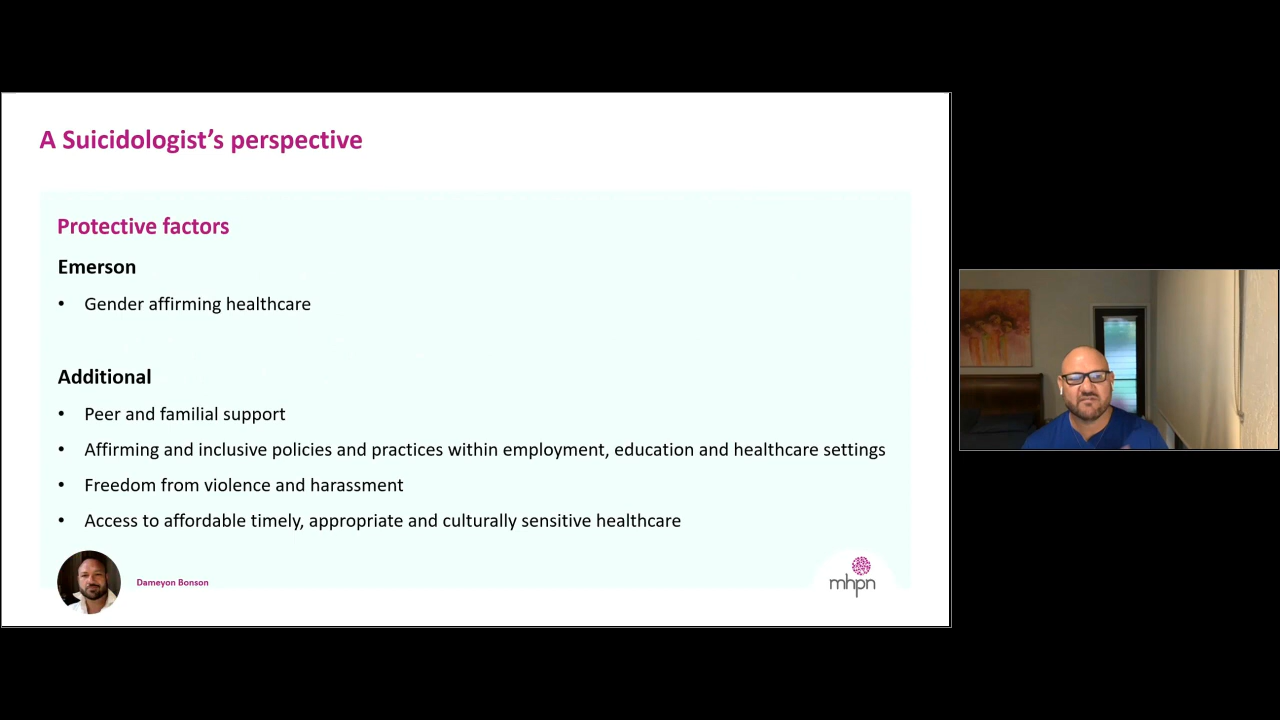 A Suicidologist’s perspective
Protective factors
Emerson
• Gender affirming healthcare
Additional
• Peer and familial support
• Affirming and inclusive policies and practices within employment, education and healthcare settings
• Freedom from violence and harassment
• Access to affordable timely, appropriate and culturally sensitive healthcare
Dameyon Bonson
mhpn